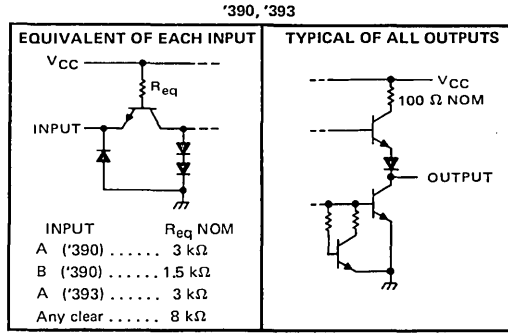 '390, '393
EQUIVALENT OF EACH INPUT
VCC
Req
INPUT
INPUT Req NOM
A ('390) ...... 3 kΩ
B ('390) ...... 1.5 kΩ
A ('393) ...... 3 kΩ
Any clear ...... 8 kΩ
TYPICAL OF ALL OUTPUTS
VCC
100 Ω NOM
OUTPUT